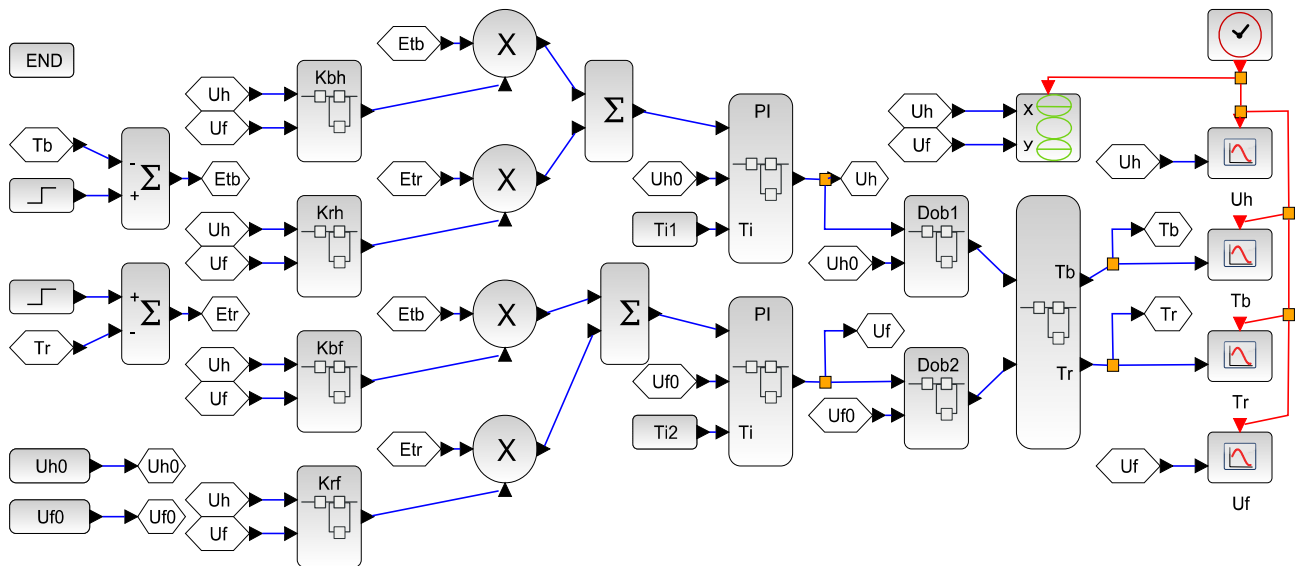 END
Tb
-
+
Σ
Etb
+
-
Σ
Etr
Tr
Uh0
Uh0
Uf0
Uf0
Uh
Uf
Kbh
Uh
Uf
Krh
Uh
Uf
Kbf
Uh
Uf
Krf
Etb
X
Etr
X
Σ
Etb
X
Etr
X
Σ
PI
Uh0
Ti1
Ti
Uh
PI
Uf0
Ti2
Ti
Uf
Uh
Uf
X
У
Dob1
Uh0
Dob2
Uf0
Tb
Tr
Tb
Tr
Uh
Uh
Tb
Tr
Uf
Uf